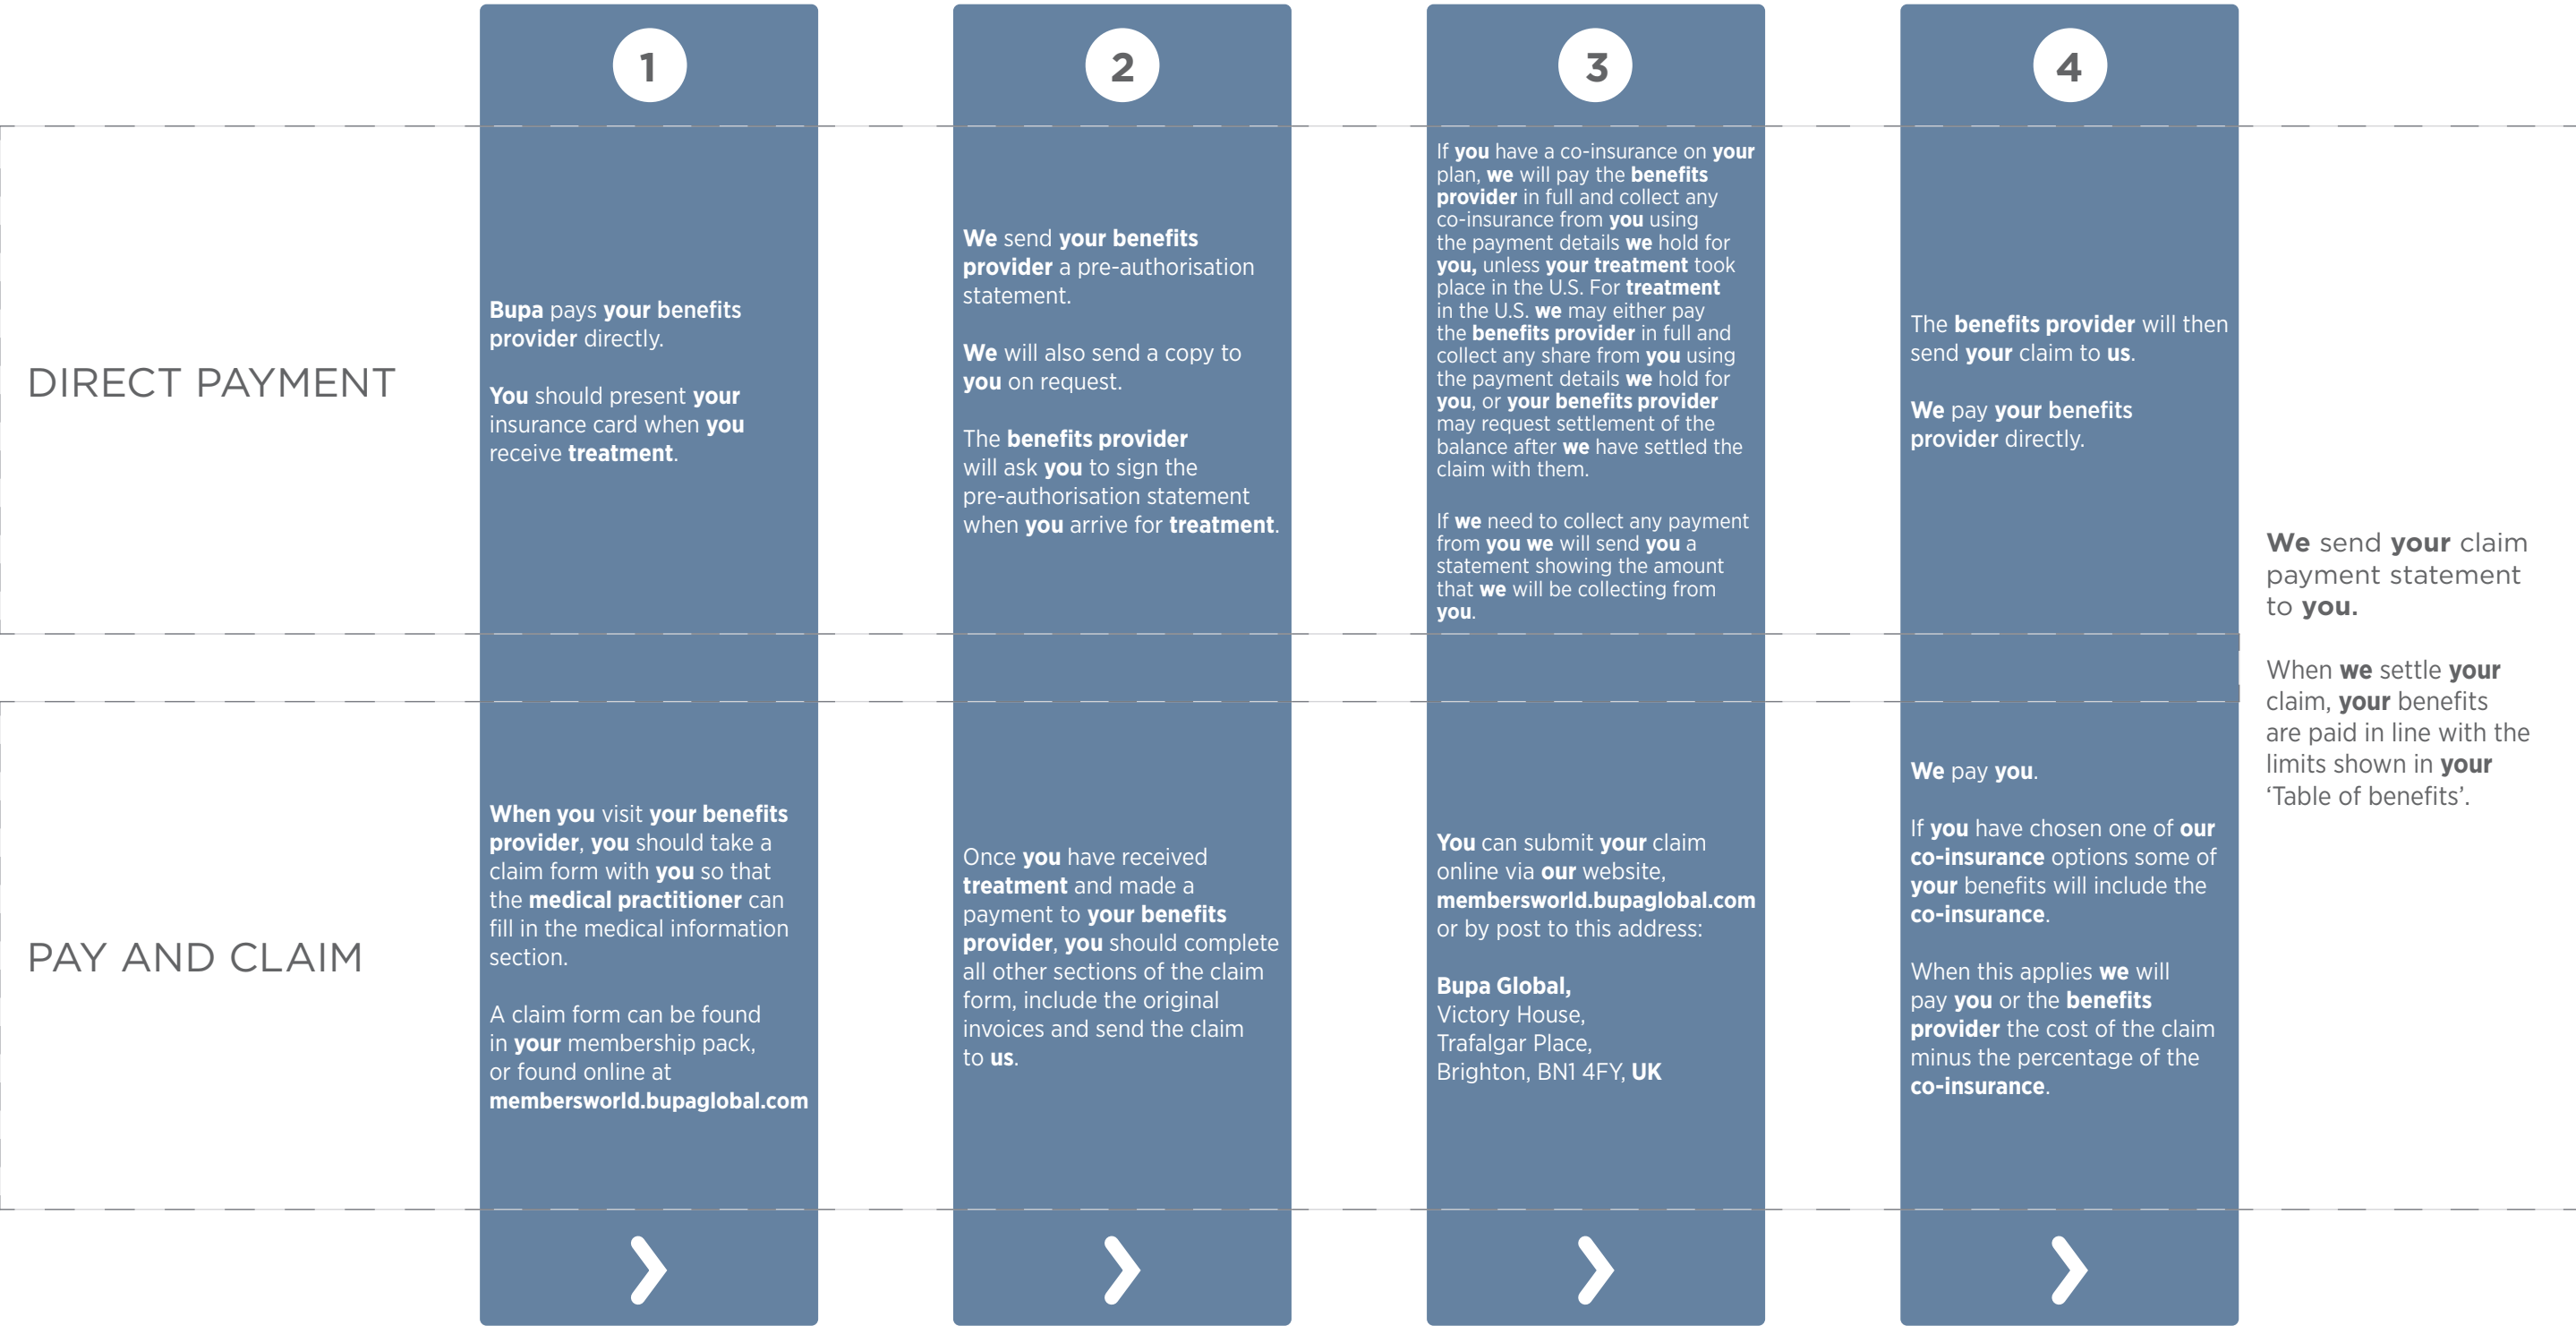 1
2
3
4
DIRECT PAYMENT
Bupa pays your benefits
provider directly.
You should present your
insurance card when you
receive treatment.
We send your benefits
provider a pre-authorisation
statement.
We will also send a copy to
you on request.
The benefits provider
will ask you to sign the
pre-authorisation statement
when you arrive for treatment.
If you have a co-insurance on your
plan, we will pay the benefits
provider in full and collect any
co-insurance from you using
the payment details we hold for
you, unless your treatment took
place in the U.S. For treatment
in the U.S. we may either pay
the benefits provider in full and
collect any share from you using
the payment details we hold for
you, or your benefits provider
may request settlement of the
balance after we have settled the
claim with them.
If we need to collect any payment
from you we will send you a
statement showing the amount
that we will be collecting from
you.
The benefits provider will then
send your claim to us.
We pay your benefits
provider directly.
PAY AND CLAIM
When you visit your benefits
provider, you should take a
claim form with you so that
the medical practitioner can
fill in the medical information
section.
A claim form can be found
in your membership pack,
or found online at
membersworld.bupaglobal.com
Once you have received
treatment and made a
payment to your benefits
provider, you should complete
all other sections of the claim
form, include the original
invoices and send the claim
to us.
You can submit your claim
online via our website,
membersworld.bupaglobal.com
or by post to this address:
Bupa Global,
Victory House,
Trafalgar Place,
Brighton, BN1 4FY, UK
We pay you.
If you have chosen one of our
co-insurance options some of
your benefits will include the
co-insurance.
When this applies we will
pay you or the benefits
provider the cost of the claim
minus the percentage of the
co-insurance.
We send your claim
payment statement
to you.
When we settle your
claim, your benefits
are paid in line with the
limits shown in your
‘Table of benefits’.